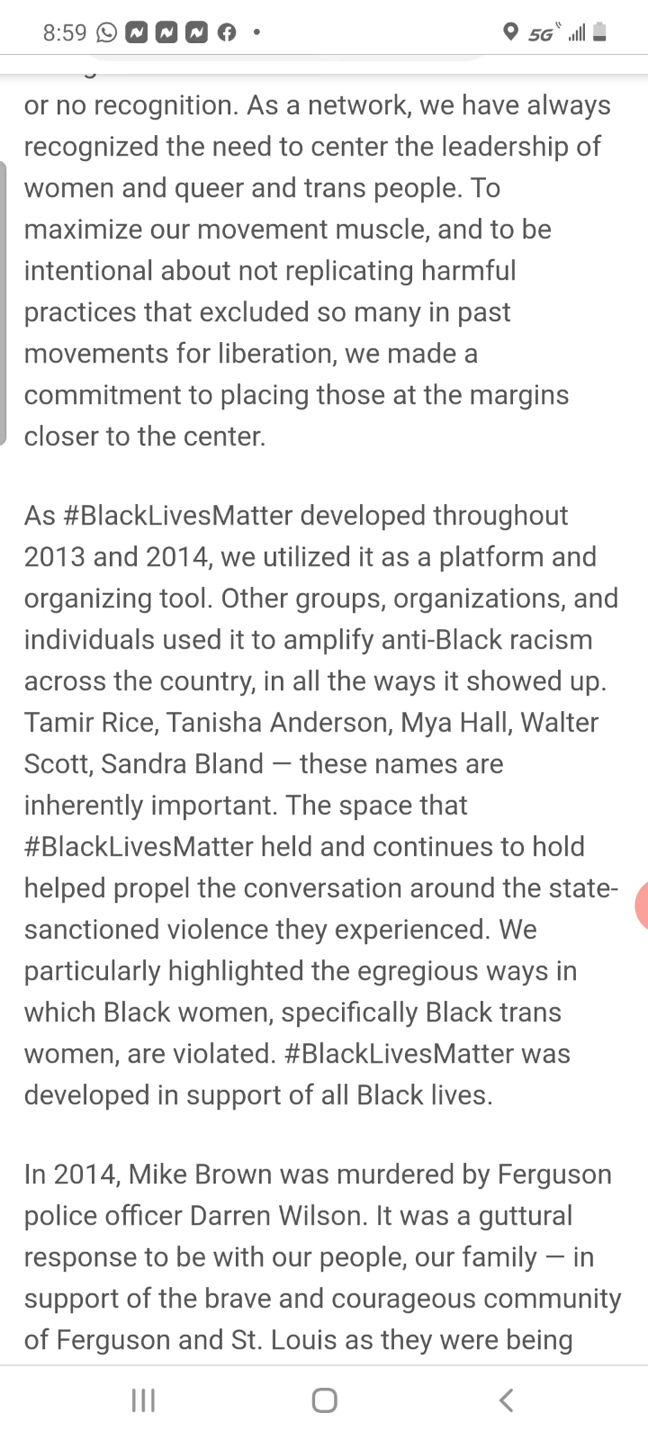 8:59
5G
or no recognition. As a network, we have always
recognized the need to center the leadership of
women and queer and trans people. To
maximize our movement muscle, and to be
intentional about not replicating harmful
practices that excluded so many in past
movements for liberation, we made a
commitment to placing those at the margins
closer to the center.
As #BlackLivesMatter developed throughout
2013 and 2014, we utilized it as a platform and
organizing tool. Other groups, organizations, and
individuals used it to amplify anti-Black racism
across the country, in all the ways it showed up.
Tamir Rice, Tanisha Anderson, Mya Hall, Walter
Scott, Sandra Bland — these names are
inherently important. The space that
#BlackLivesMatter held and continues to hold
helped propel the conversation around the state-
sanctioned violence they experienced. We
particularly highlighted the egregious ways in
which Black women, specifically Black trans
women, are violated. #BlackLivesMatter was
developed in support of all Black lives.
In 2014, Mike Brown was murdered by Ferguson
police officer Darren Wilson. It was a guttural
response to be with our people, our family — in
support of the brave and courageous community
of Ferguson and St. Louis as they were being